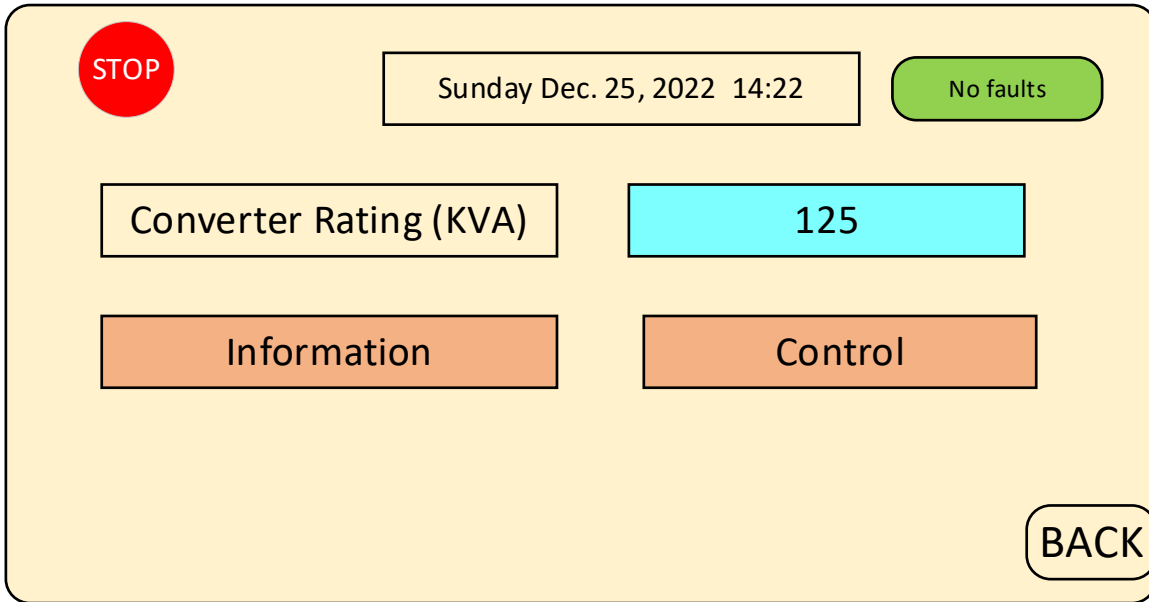 STOP
Sunday Dec. 25, 2022 14:22
No faults
Converter Rating (KVA)
125
Information
Control
BACK